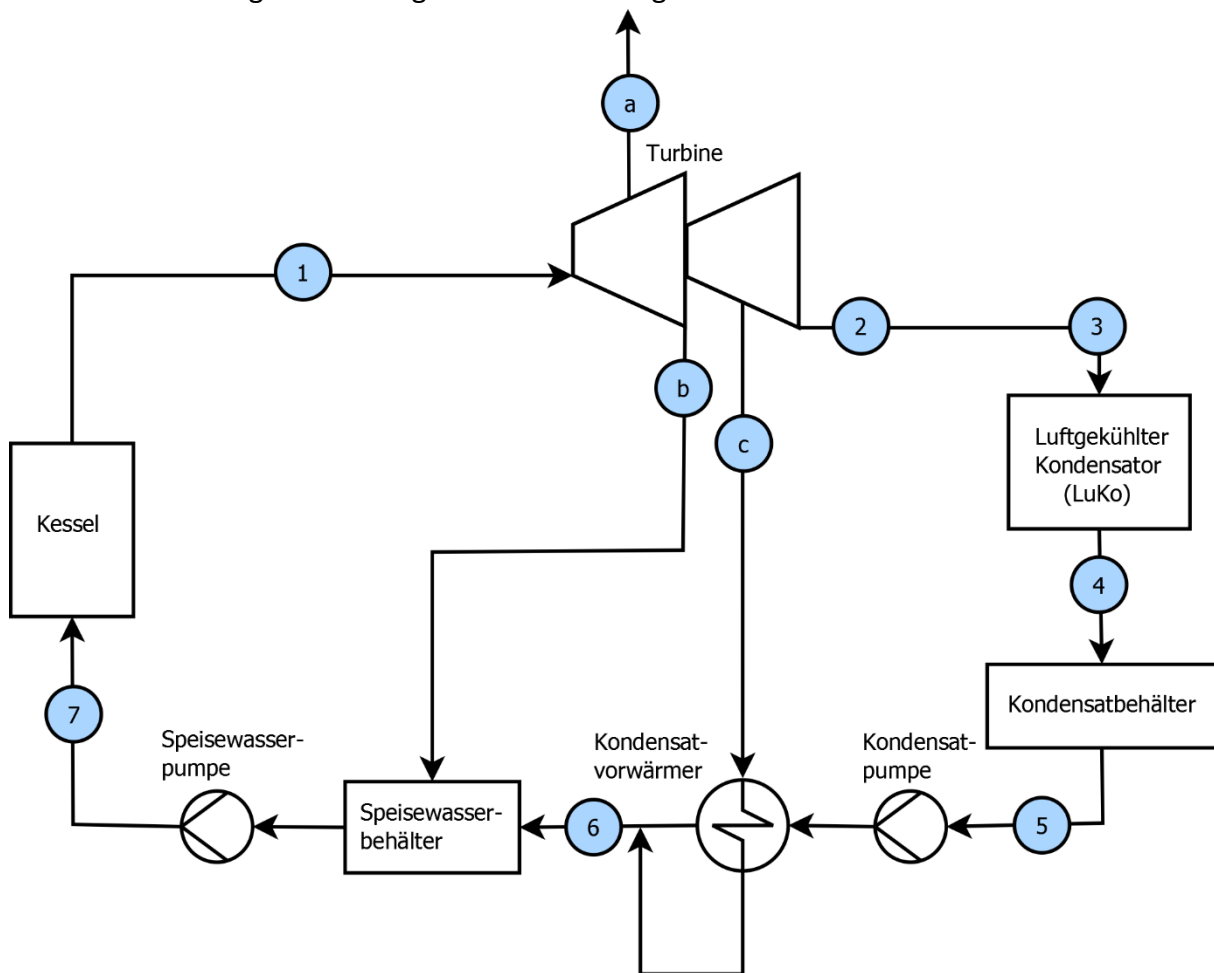 a
Turbine
1
2
3
b
c
Luftgekühlter
Kondensator
(LuKo)
Kessel
4
Kondensatbehälter
7
Speisewasser-
pumpe
Kondensat-
vorwärmer
Kondensat-
pumpe
Speisewasser-
behälter
6
5